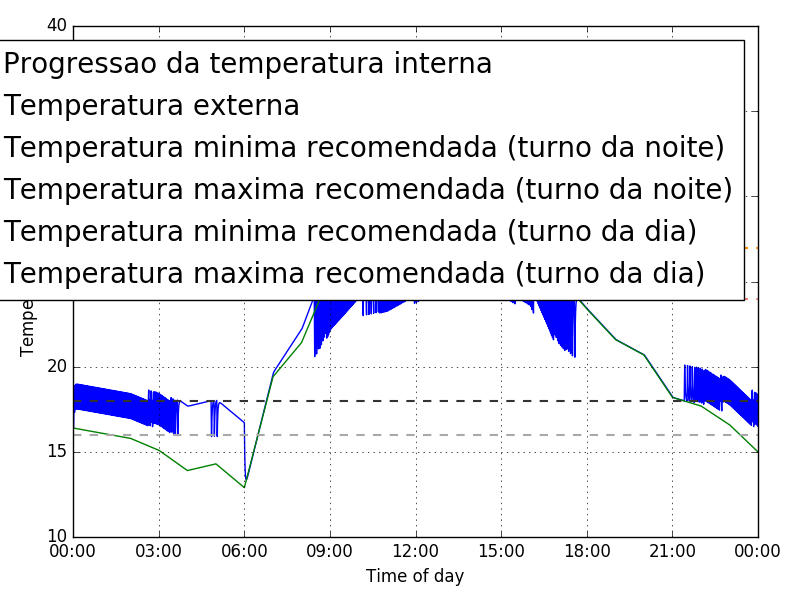 40
Progressao da temperatura interna
Temperatura externa
Temperatura minima recomendada (turno da noite)
Temperatura maxima recomendada (turno da noite)
Temperatura minima recomendada (turno da dia)
Temperatura maxima recomendada (turno da dia)
Tempe
20
15
10
00:00 03:00 06:00 09:00 12:00 15:00 18:00 21:00 00:00
Time of day